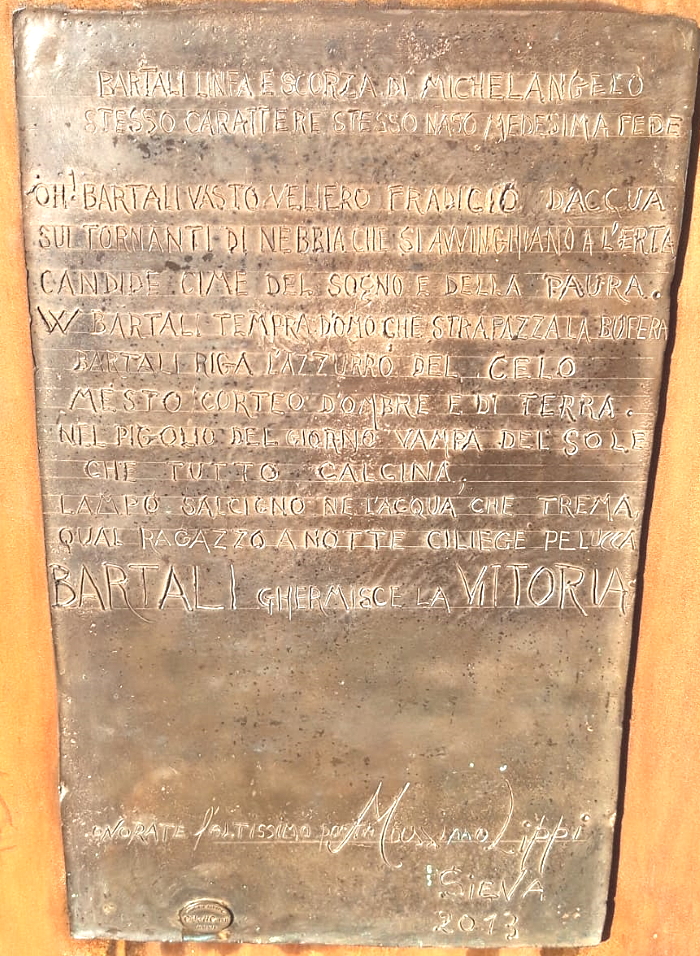 BARTALI LINFA E SCORZA DI MICHELANGELO
STESSO CARATTERE STESSO NASO MEDESIMA FEDE
OH! BARTALI VASTO VELIERO FRADICIO D'ACQUA
SUI TORNANTI DI NEBBIA CHE SI AVVINGHIANO A L'ERTA
CANDIDE CIME DEL SOGNO E DELLA PAURA.
W BARTALI TEMPRA D'OMO CHE STRAPAZZA LA BUFERA
BARTALI RIGA L'AZZURRO DEL CELO
MESTO CORTEO D'OMBRE E DI TERRA.
NEL PIGOLIO DEL GIORNO VAMPA DEL SOLE
CHE TUTTO CALCINA,
LAMPO SALCIGNO NE L'ACQUA CHE TREMA,
QUAL RAGAZZO A NOTTE CILIEGE PELUCCA
BARTALI GHERMISCE LA VITORIA
ONORATE l'ALTISSIMO poeta Massimo Lippi
SIENA
2013